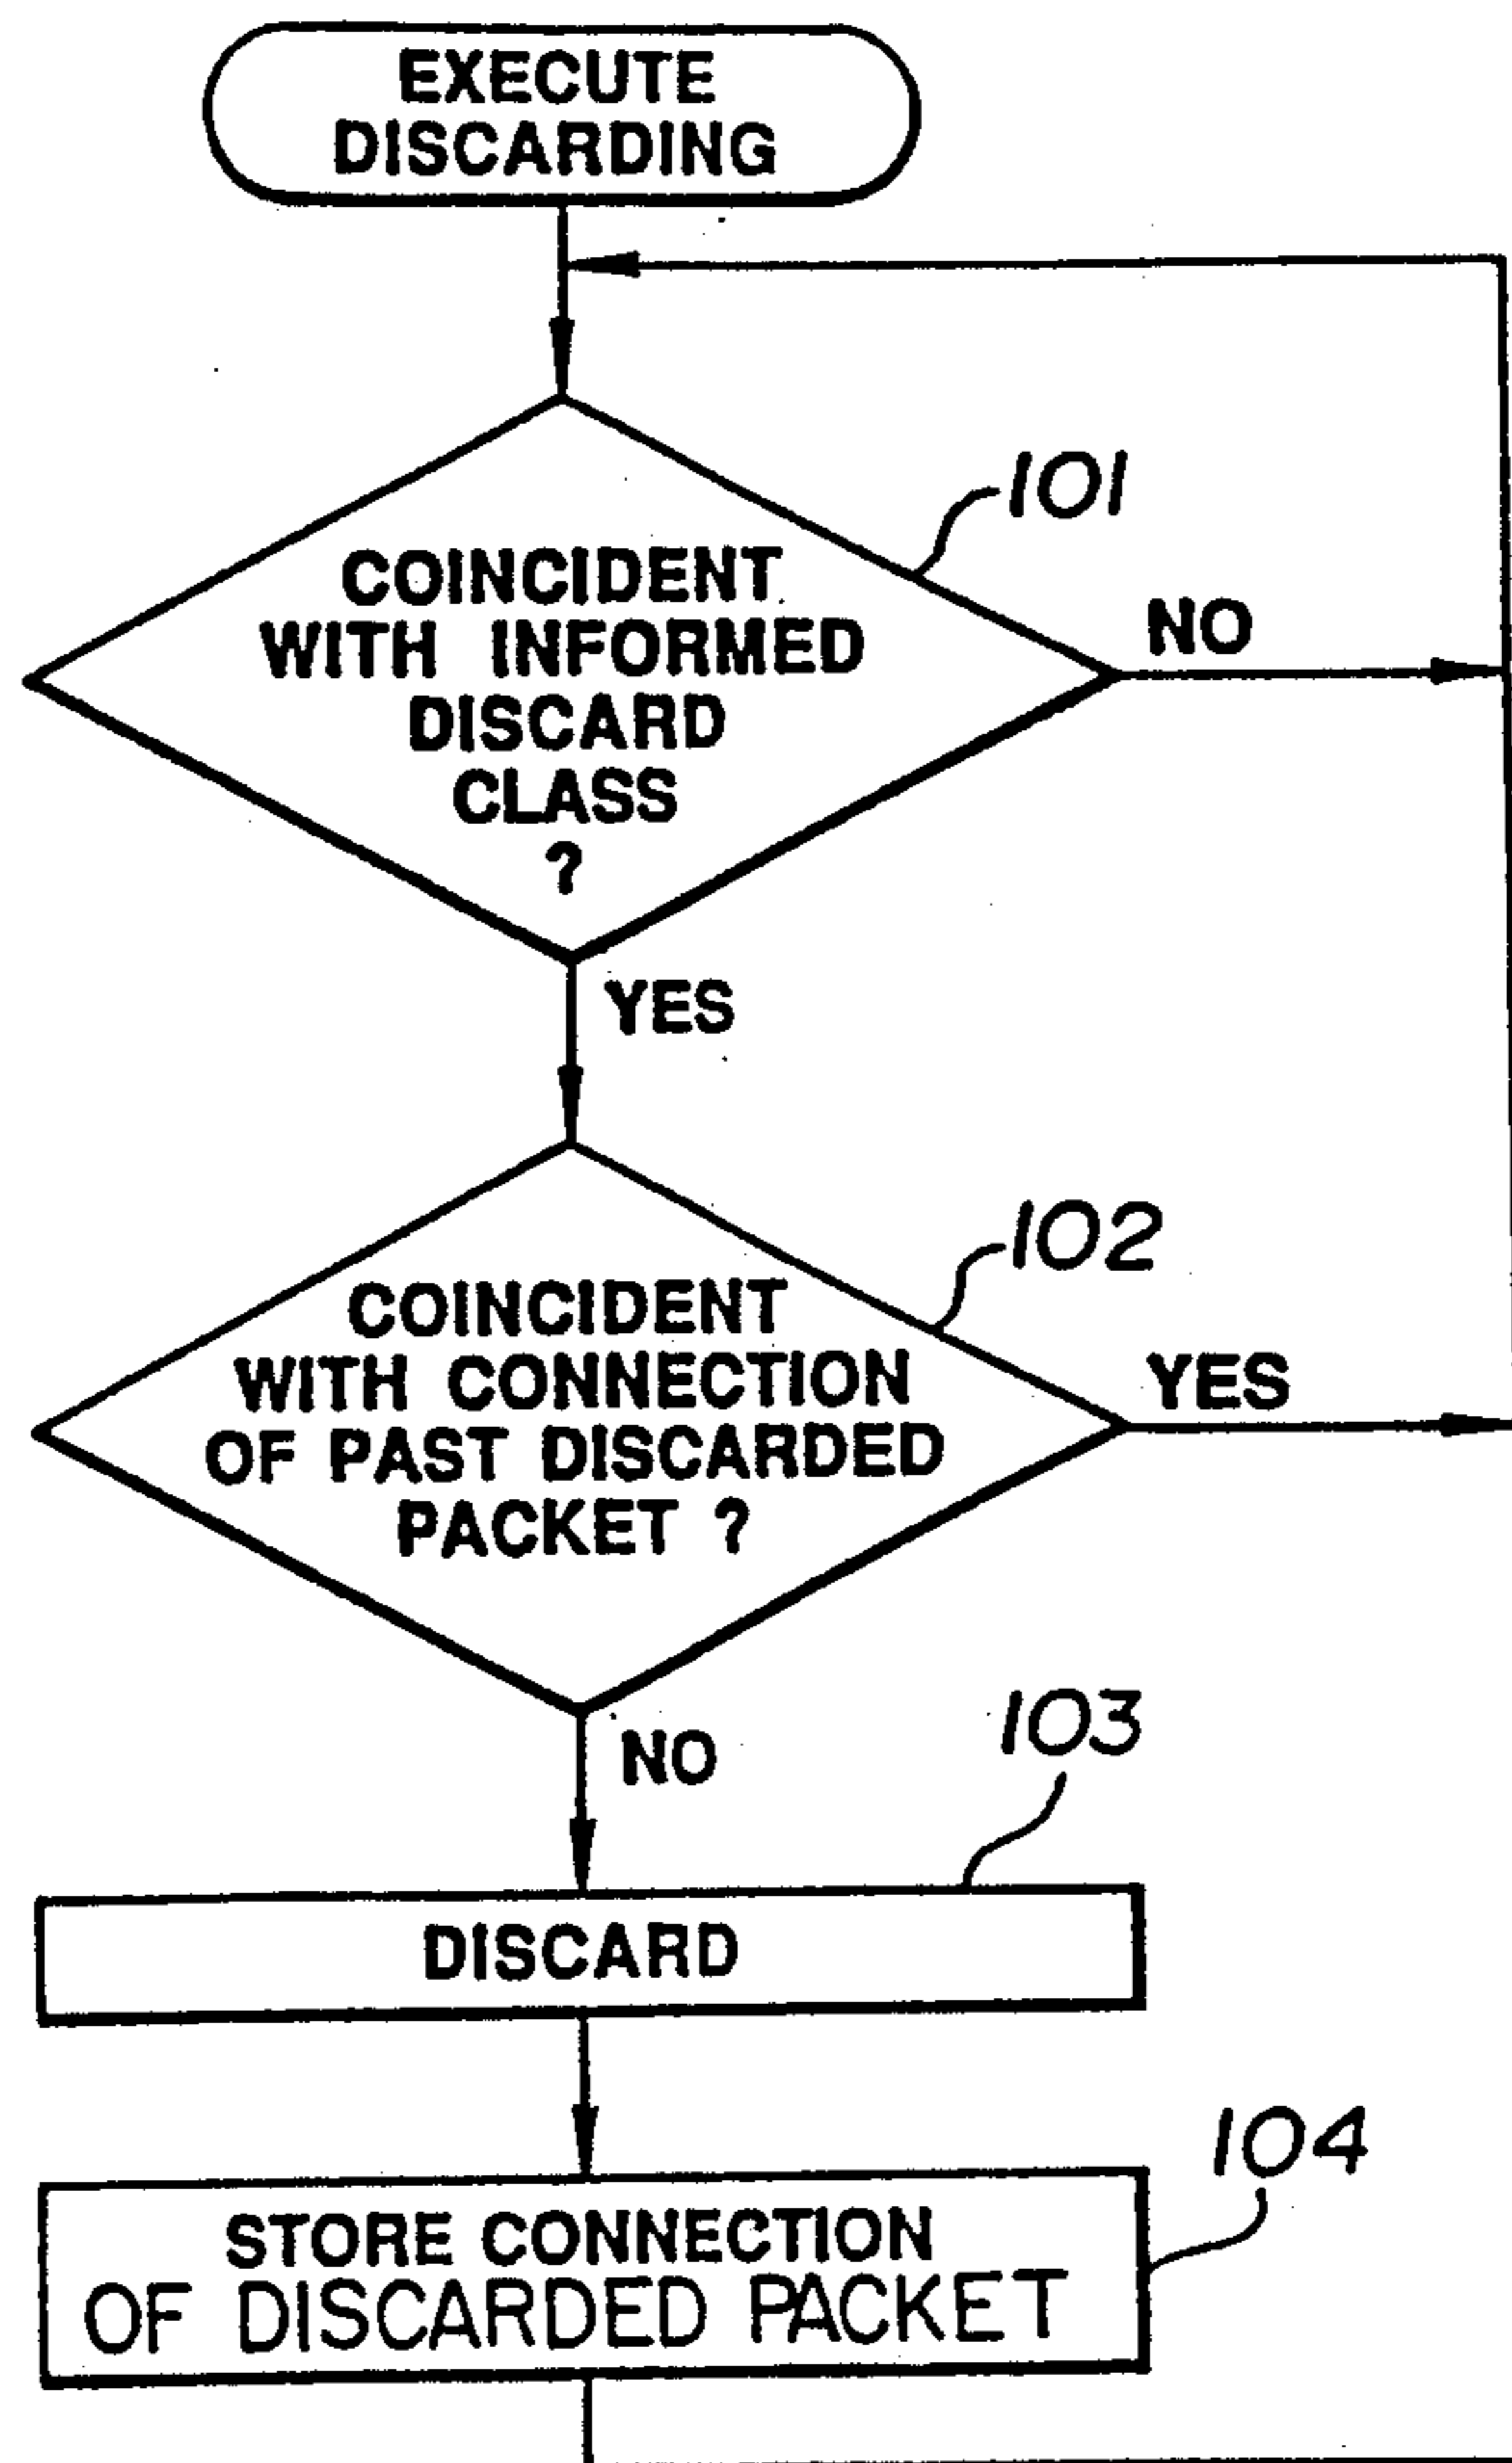 EXECUTE
DISCARDING
101
COINCIDENT
WITH INFORMED
DISCARD
CLASS
?
NO
YES
102
COINCIDENT
WITH CONNECTION
OF PAST DISCARDED
PACKET ?
YES
NO
103
DISCARD
104
STORE CONNECTION
OF DISCARDED PACKET